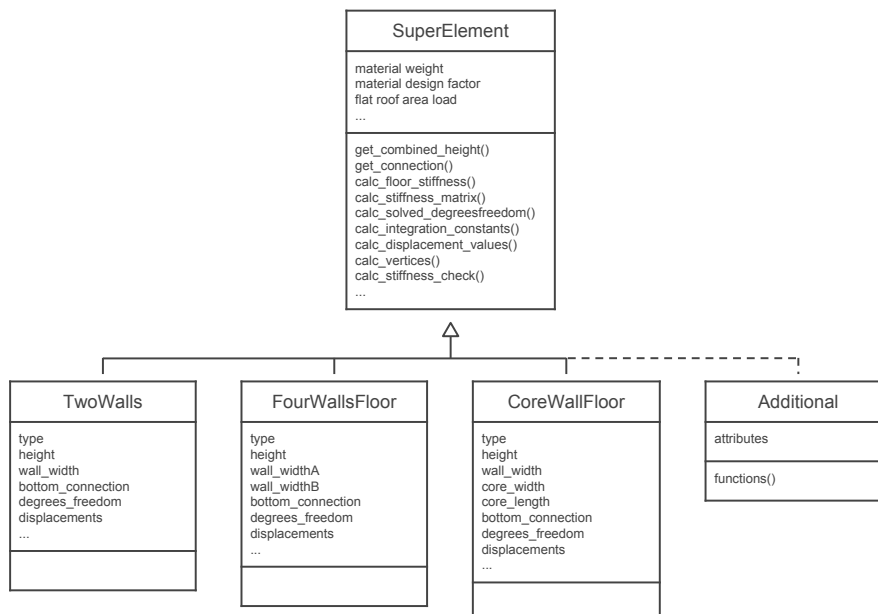 SuperElement
material weight
material design factor
flat roof area load
...
get_combined_height()
get_connection()
calc_floor_stiffness()
calc_stiffness_matrix()
calc_solved_degreesfreedom()
calc_integration_constants()
calc_displacement_values()
calc_vertices()
calc_stiffness_check()
...
TwoWalls
type
height
wall_width
bottom_connection
degrees_freedom
displacements
...
FourWallsFloor
type
height
wall_widthA
wall_widthB
bottom_connection
degrees_freedom
displacements
...
CoreWallFloor
type
height
wall_width
core_width
core_length
bottom_connection
degrees_freedom
displacements
...
Additional
attributes
functions()